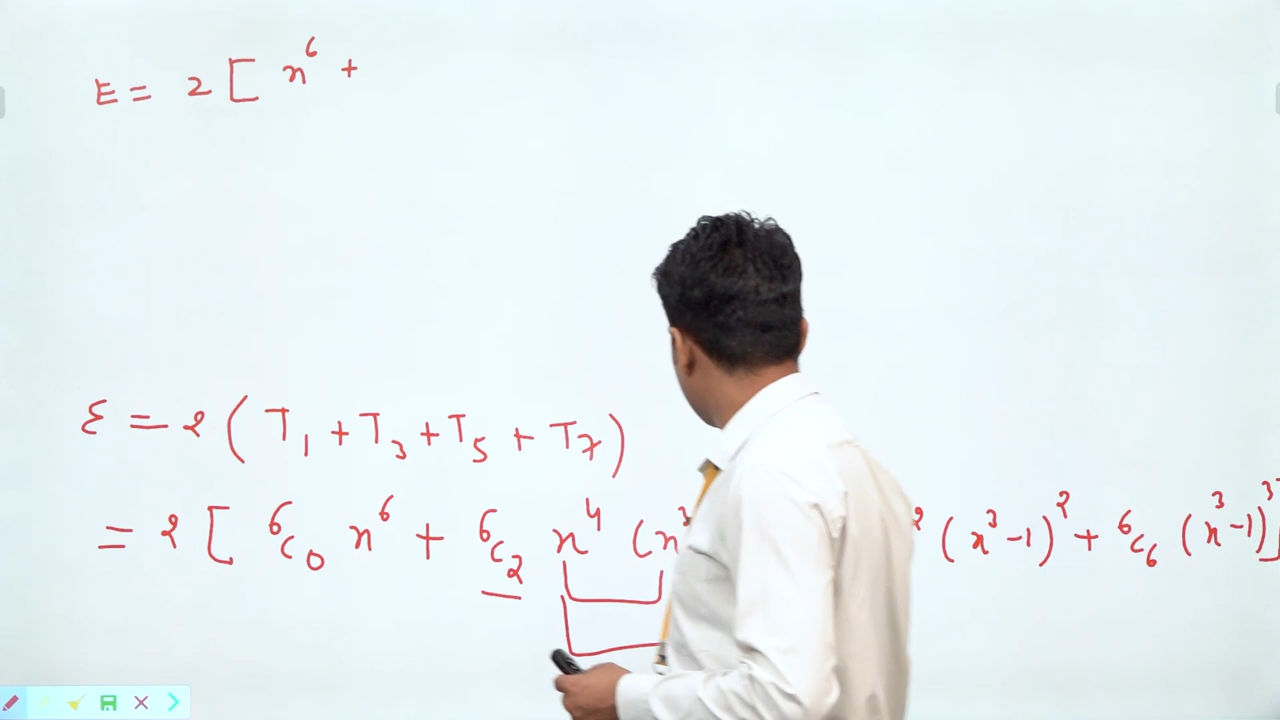 E = 2 [ x⁶ +
E = 2 ( T₁ + T₃ + T₅ + T₇ )
= 2 [ ⁶C₀ x⁶ + ⁶C₂ x⁴ (x³ ² (x³ -1)² + ⁶C₆ (x³ -1)³ ]